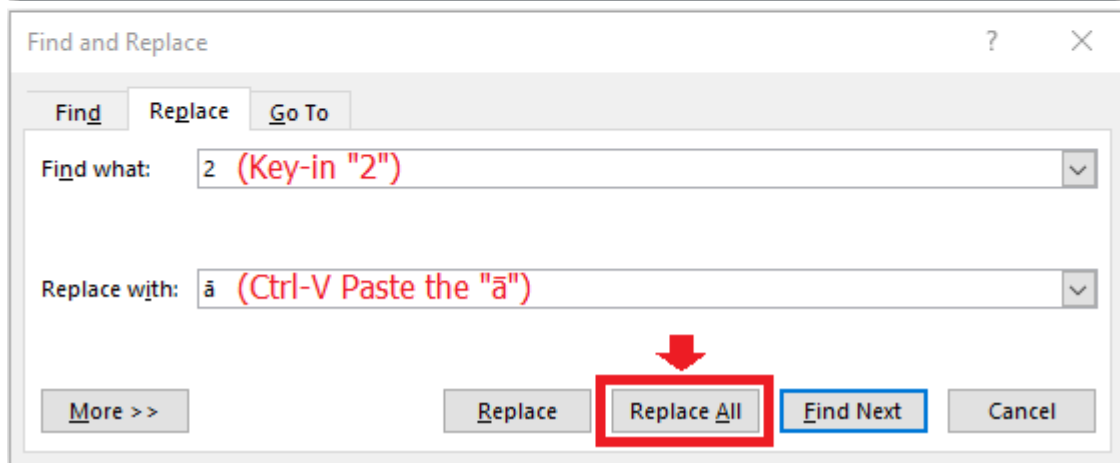 Find and Replace ?
Find Replace Go To
Find what: 2 (Key-in "2")
Replace with: ā (Ctrl-V Paste the "ā")
More >> Replace Replace All Find Next Cancel